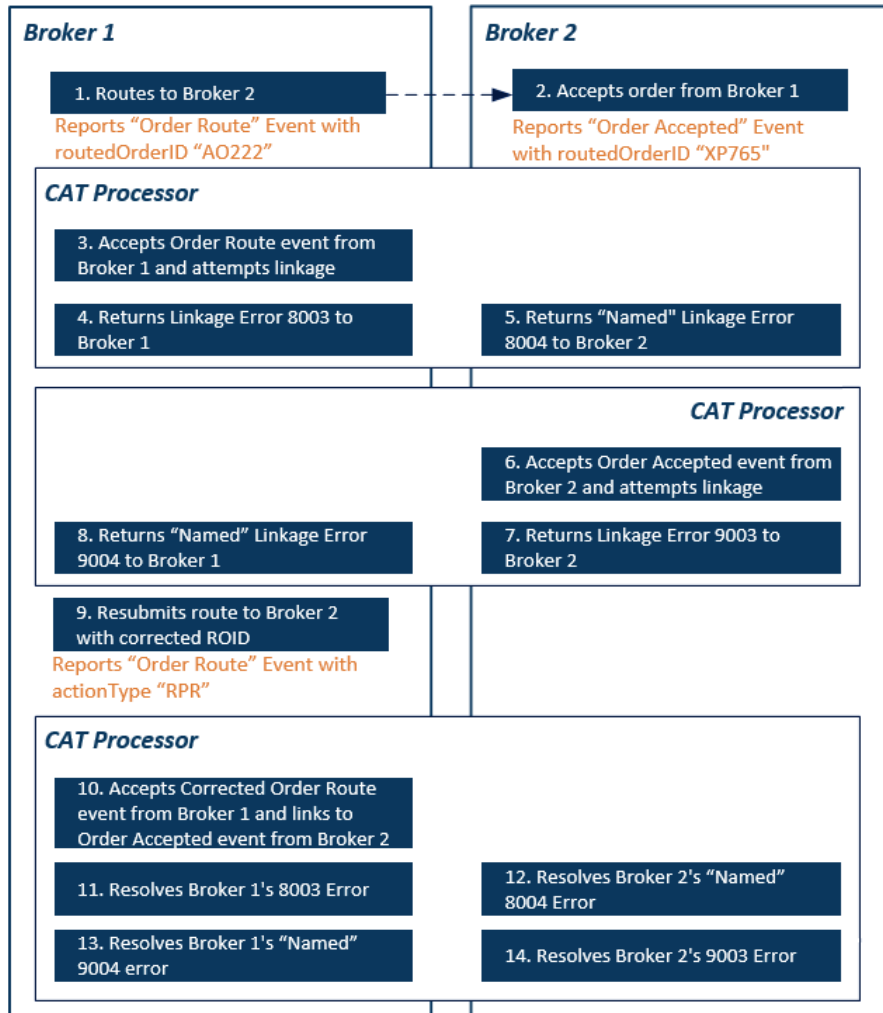 Broker 1
Broker 2
1. Routes to Broker 2
2. Accepts order from Broker 1
Reports “Order Route” Event with
routedOrderID “AO222”
Reports “Order Accepted” Event
with routedOrderID “XP765"
CAT Processor
3. Accepts Order Route event from
Broker 1 and attempts linkage
4. Returns Linkage Error 8003 to
Broker 1
5. Returns “Named" Linkage Error
8004 to Broker 2
CAT Processor
6. Accepts Order Accepted event from
Broker 2 and attempts linkage
8. Returns “Named” Linkage Error
9004 to Broker 1
7. Returns Linkage Error 9003 to
Broker 2
9. Resubmits route to Broker 2
with corrected ROID
Reports “Order Route” Event with
actionType “RPR”
CAT Processor
10. Accepts Corrected Order Route
event from Broker 1 and links to
Order Accepted event from Broker 2
11. Resolves Broker 1's 8003 Error
12. Resolves Broker 2's “Named”
8004 Error
13. Resolves Broker 1's “Named”
9004 error
14. Resolves Broker 2's 9003 Error